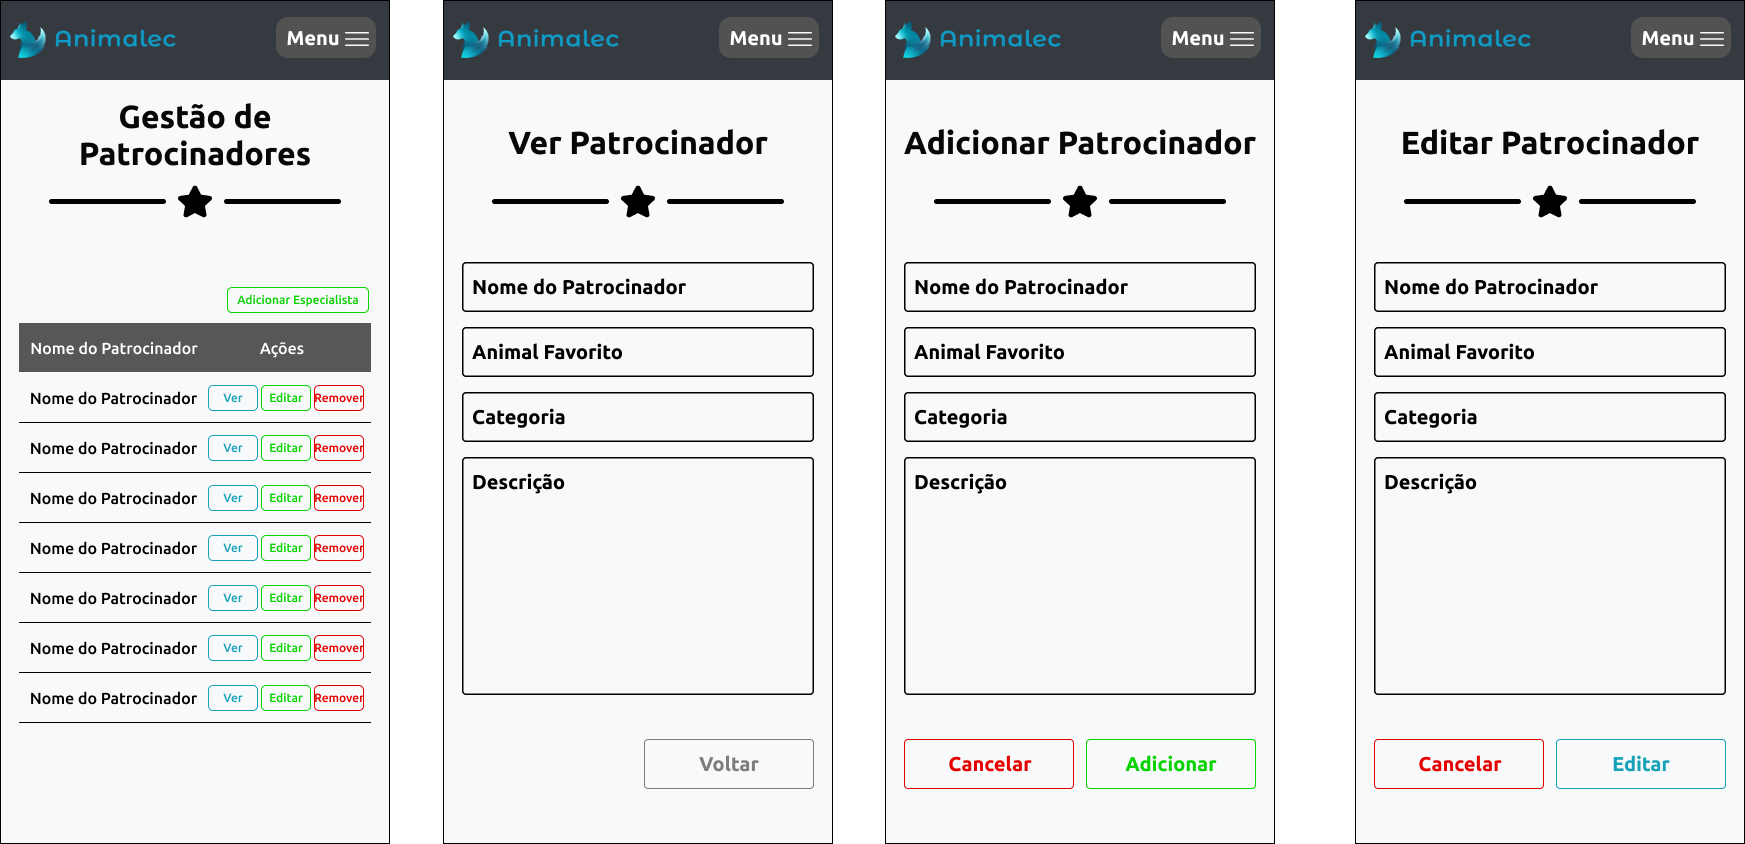 Animalec
Menu
Gestão de
Patrocinadores
Adicionar Especialista
Nome do Patrocinador Ações
Nome do Patrocinador Ver Editar Remover
Nome do Patrocinador Ver Editar Remover
Nome do Patrocinador Ver Editar Remover
Nome do Patrocinador Ver Editar Remover
Nome do Patrocinador Ver Editar Remover
Nome do Patrocinador Ver Editar Remover
Nome do Patrocinador Ver Editar Remover
Animalec
Menu
Ver Patrocinador
Nome do Patrocinador
Animal Favorito
Categoria
Descrição
Voltar
Animalec
Menu
Adicionar Patrocinador
Nome do Patrocinador
Animal Favorito
Categoria
Descrição
Cancelar Adicionar
Animalec
Menu
Editar Patrocinador
Nome do Patrocinador
Animal Favorito
Categoria
Descrição
Cancelar Editar